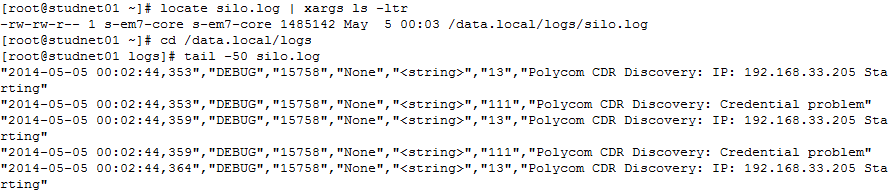 [root@studnet01 ~]# locate silo.log | xargs ls -ltr
-rw-rw-r-- 1 s-em7-core s-em7-core 1485142 May  5 00:03 /data.local/logs/silo.log
[root@studnet01 ~]# cd /data.local/logs
[root@studnet01 logs]# tail -50 silo.log
"2014-05-05 00:02:44,353","DEBUG","15758","None","<string>","13","Polycom CDR Discovery: IP: 192.168.33.205 Sta
rting"
"2014-05-05 00:02:44,353","DEBUG","15758","None","<string>","111","Polycom CDR Discovery: Credential problem"
"2014-05-05 00:02:44,359","DEBUG","15758","None","<string>","13","Polycom CDR Discovery: IP: 192.168.33.205 Sta
rting"
"2014-05-05 00:02:44,359","DEBUG","15758","None","<string>","111","Polycom CDR Discovery: Credential problem"
"2014-05-05 00:02:44,364","DEBUG","15758","None","<string>","13","Polycom CDR Discovery: IP: 192.168.33.205 Sta
rting"